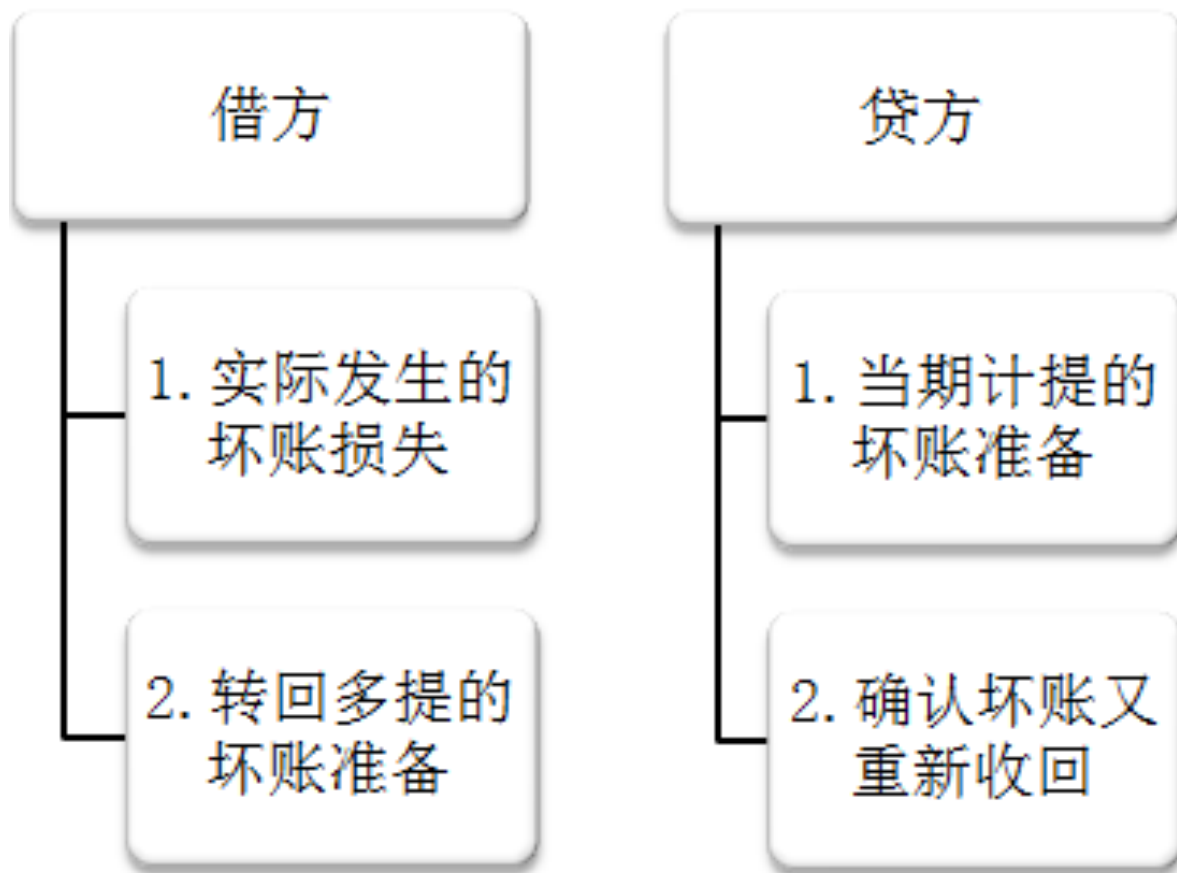 借方
1. 实际发生的
坏账损失
2. 转回多提的
坏账准备
贷方
1. 当期计提的
坏账准备
2. 确认坏账又
重新收回